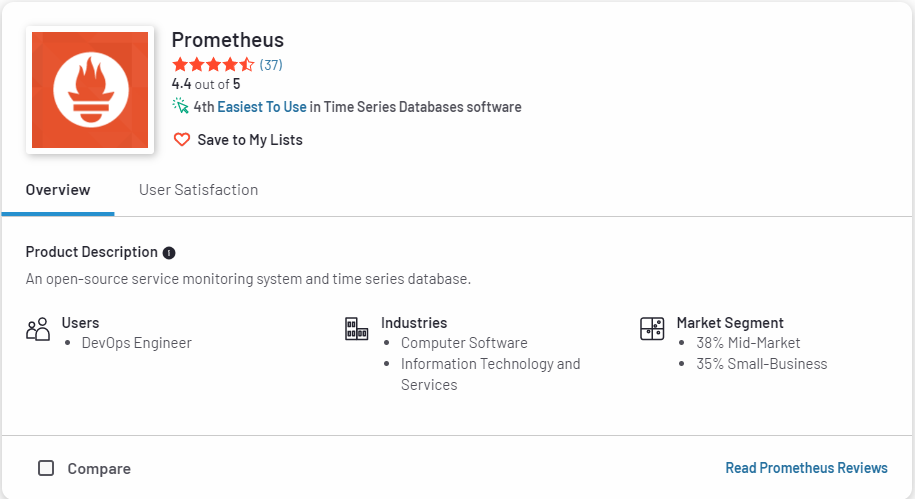 Prometheus
(37)
4.4 out of 5
4th Easiest To Use in Time Series Databases software
Save to My Lists
Overview
User Satisfaction
Product Description
An open-source service monitoring system and time series database.
Users
DevOps Engineer
Industries
Computer Software
Information Technology and
Services
Market Segment
38% Mid-Market
35% Small-Business
Compare
Read Prometheus Reviews